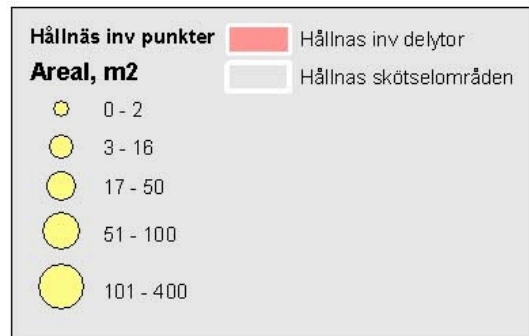 Hållnäs inv punkter
Areal, m2
0 - 2
3 - 16
17 - 50
51 - 100
101 - 400
Hållnas inv delytor
Hållnas skötselområden